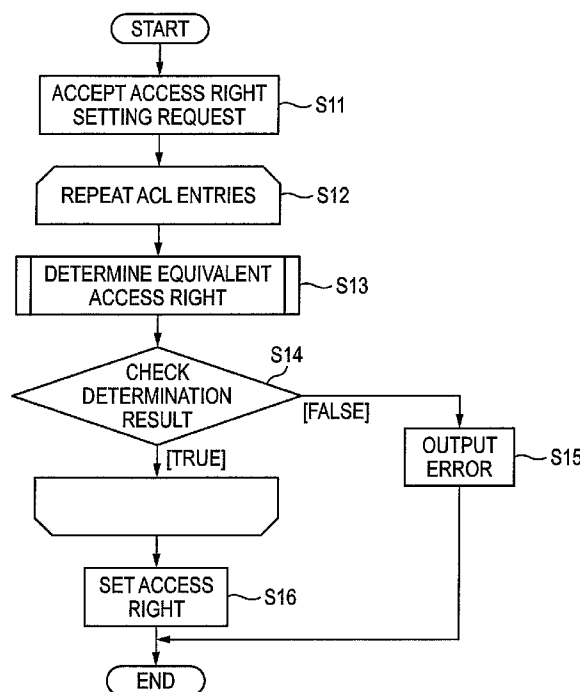 START
ACCEPT ACCESS RIGHT
SETTING REQUEST
S11
REPEAT ACL ENTRIES
S12
DETERMINE EQUIVALENT
ACCESS RIGHT
S13
S14
CHECK
DETERMINATION
RESULT
[FALSE]
[TRUE]
OUTPUT
ERROR
S15
SET ACCESS
RIGHT
S16
END